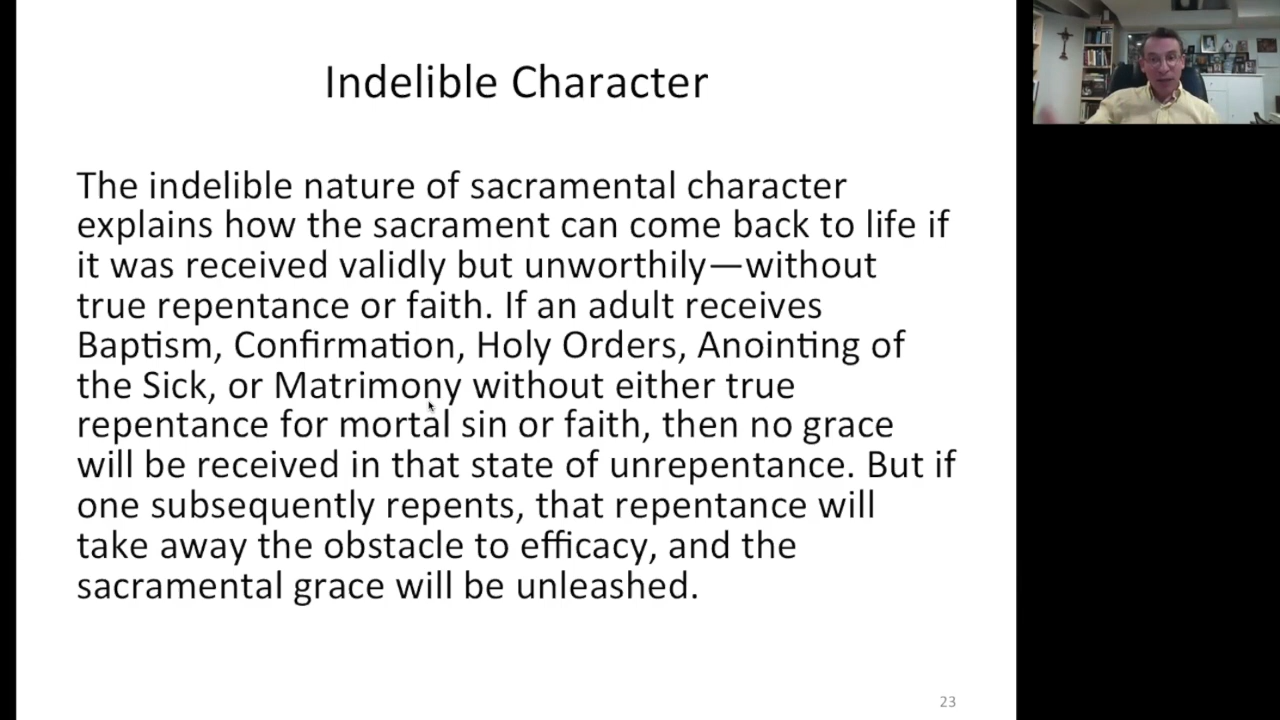 Indelible Character
The indelible nature of sacramental character
explains how the sacrament can come back to life if
it was received validly but unworthily—without
true repentance or faith. If an adult receives
Baptism, Confirmation, Holy Orders, Anointing of
the Sick, or Matrimony without either true
repentance for mortal sin or faith, then no grace
will be received in that state of unrepentance. But if
one subsequently repents, that repentance will
take away the obstacle to efficacy, and the
sacramental grace will be unleashed.
23